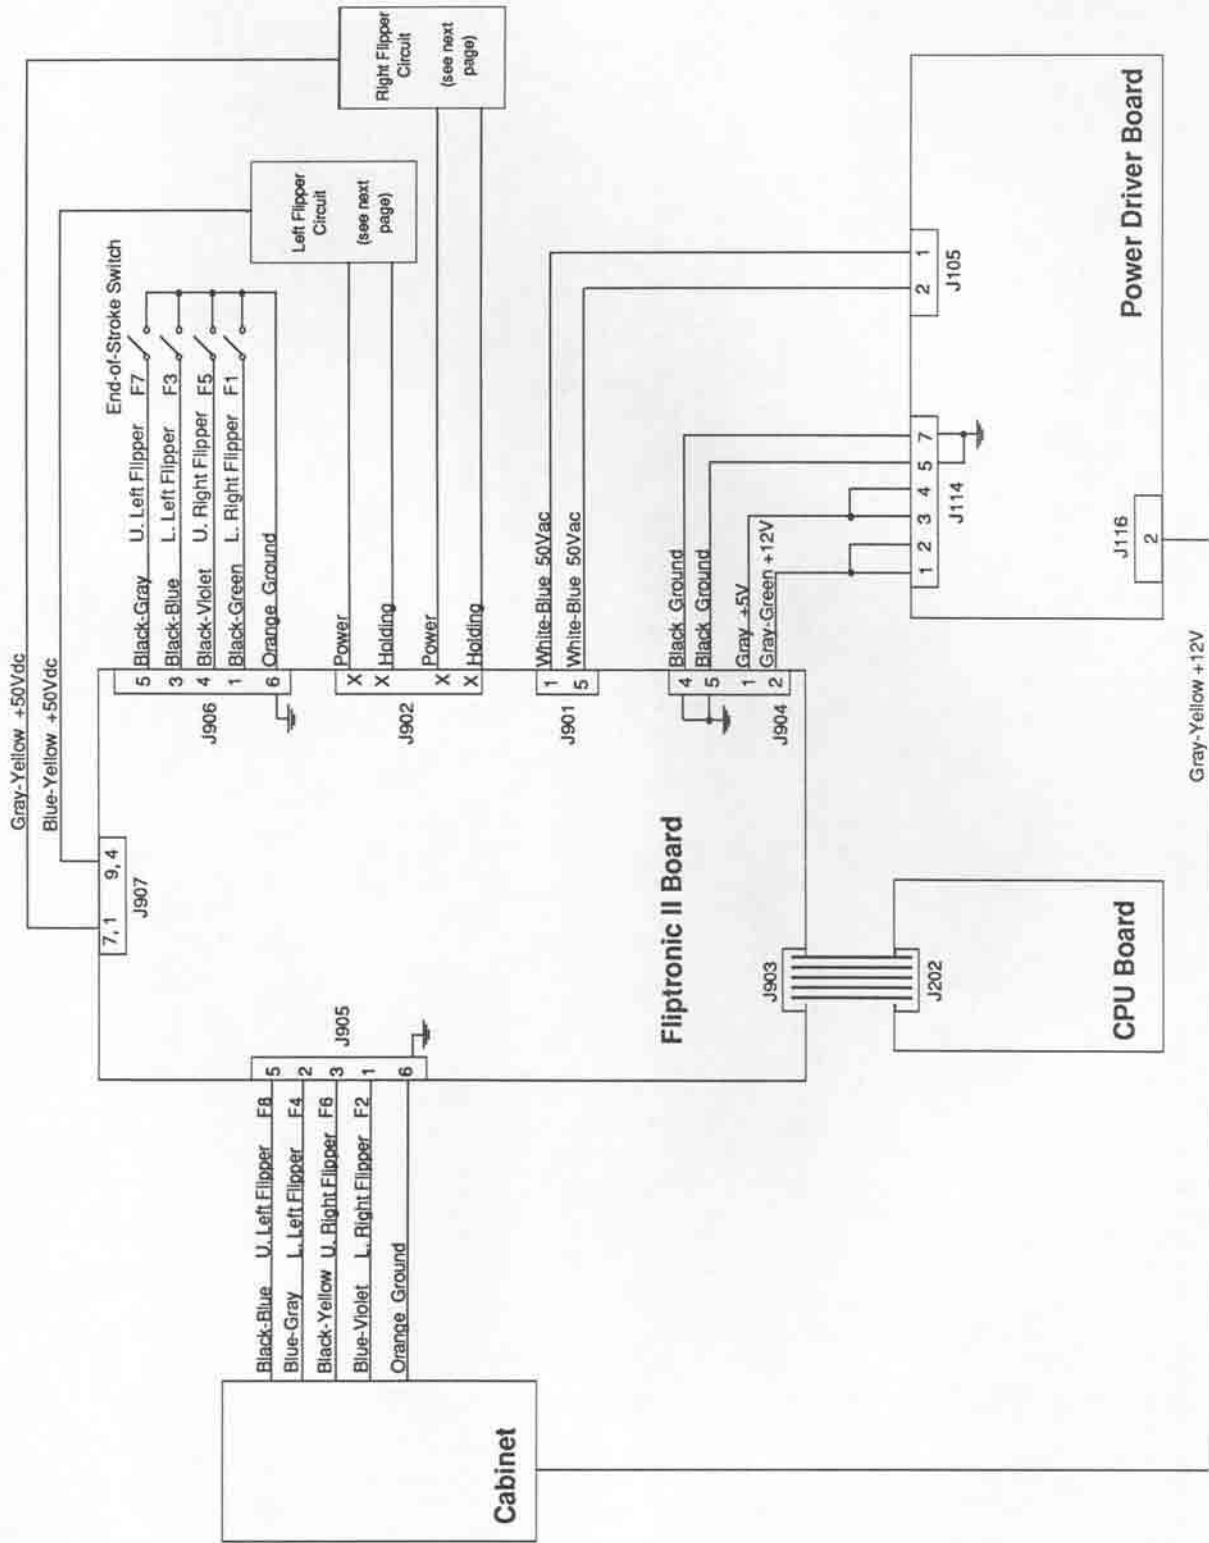 Gray-Yellow +50Vdc
Blue-Yellow +50Vdc
Right Flipper
Circuit
(see next
page)
Left Flipper
Circuit
(see next
page)
End-of-Stroke Switch
7, 1 9, 4
J907
5 Black-Gray U. Left Flipper F7
3 Black-Blue L. Left Flipper F3
4 Black-Violet U. Right Flipper F5
1 Black-Green L. Right Flipper F1
6 Orange Ground
J906
X Power
X Holding
X Power
X Holding
J902
1 White-Blue 50Vac
5 White-Blue 50Vac
J901
4 Black Ground
5 Black Ground
1 Gray +5V
2 Gray-Green +12V
J904
Black-Blue U. Left Flipper F8 5
Blue-Gray L. Left Flipper F4 2
Black-Yellow U. Right Flipper F6 3
Blue-Violet L. Right Flipper F2 1
Orange Ground 6
J905
Cabinet
Fliptronic II Board
J903
J202
CPU Board
2 1
J105
1 2 3 4 5 7
J114
J116
2
Power Driver Board
Gray-Yellow +12V